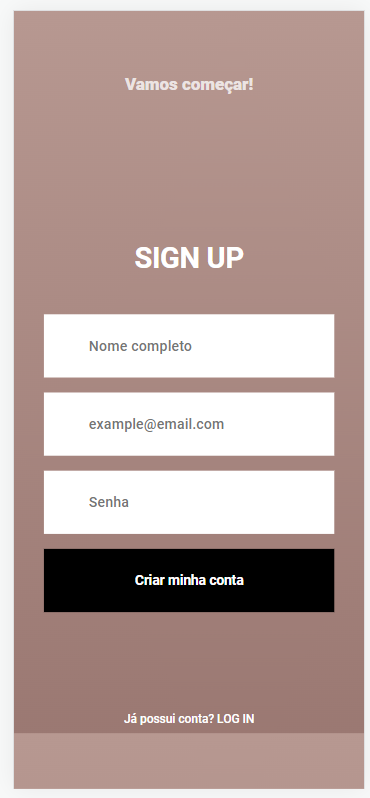 Vamos começar!
SIGN UP
Nome completo
example@email.com
Senha
Criar minha conta
Já possui conta? LOG IN